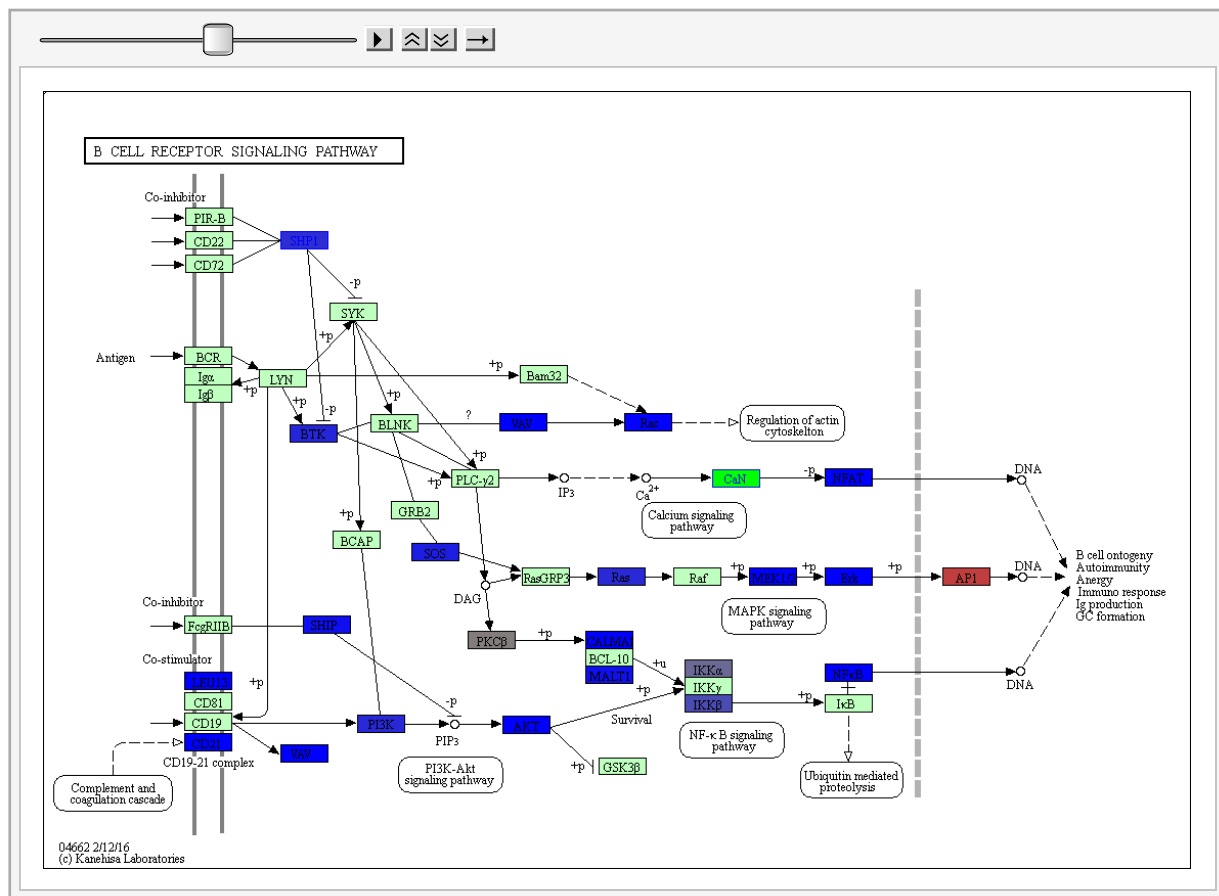 B CELL RECEPTOR SIGNALING PATHWAY
Co-inhibitor
PIR-B
CD22
SHP1
CD72
-p
SYK
+p
Antigen
BCR
+p
Igα
LYN
Bam32
Igβ
+p
+p
-p
+p
?
BTK
BLNK
VAV
Rac
Regulation of actin
cytoskelton
+p
+p
PLC-γ2
IP3
Ca2+
CaN
-p
NFAT
DNA
GRB2
Calcium signaling
pathway
+p
BCAP
SOS
RasGRP3
Ras
Raf
+p
MEK1/2
+p
Erk
+p
AP1
DNA
DAG
MAPK signaling
pathway
B cell ontogeny
Autoimmunity
Anergy
Immuno response
Ig production
GC formation
Co-inhibitor
FcgRIIB
SHIP
PKCβ
+p
BCL-10
MALT1
+u
IKKα
IKKγ
IKKβ
+p
NFκB
IκB
DNA
Co-stimulator
LEU13
+p
CD81
CD19
CD21
CD19-21 complex
VAV
PI3K
-p
PIP3
AKT
+p
Survival
NF-κ B signaling
pathway
+p
GSK3β
PI3K-Akt
signaling pathway
Ubiquitin mediated
proteolysis
Complement and
coagulation cascade
04662 2/12/16
(c) Kanehisa Laboratories